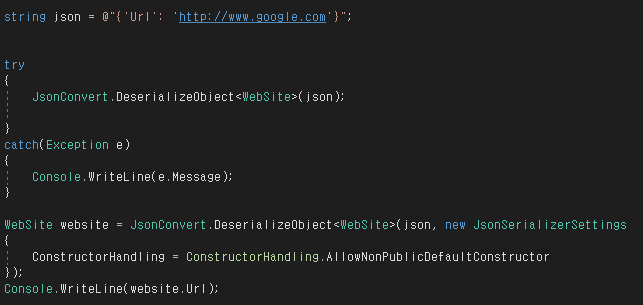 string json = @"{'Url': 'http://www.google.com'}";
try
{
JsonConvert.DeserializeObject<WebSite>(json);
}
catch(Exception e)
{
Console.WriteLine(e.Message);
}
WebSite website = JsonConvert.DeserializeObject<WebSite>(json, new JsonSerializerSettings
{
ConstructorHandling = ConstructorHandling.AllowNonPublicDefaultConstructor
});
Console.WriteLine(website.Url);